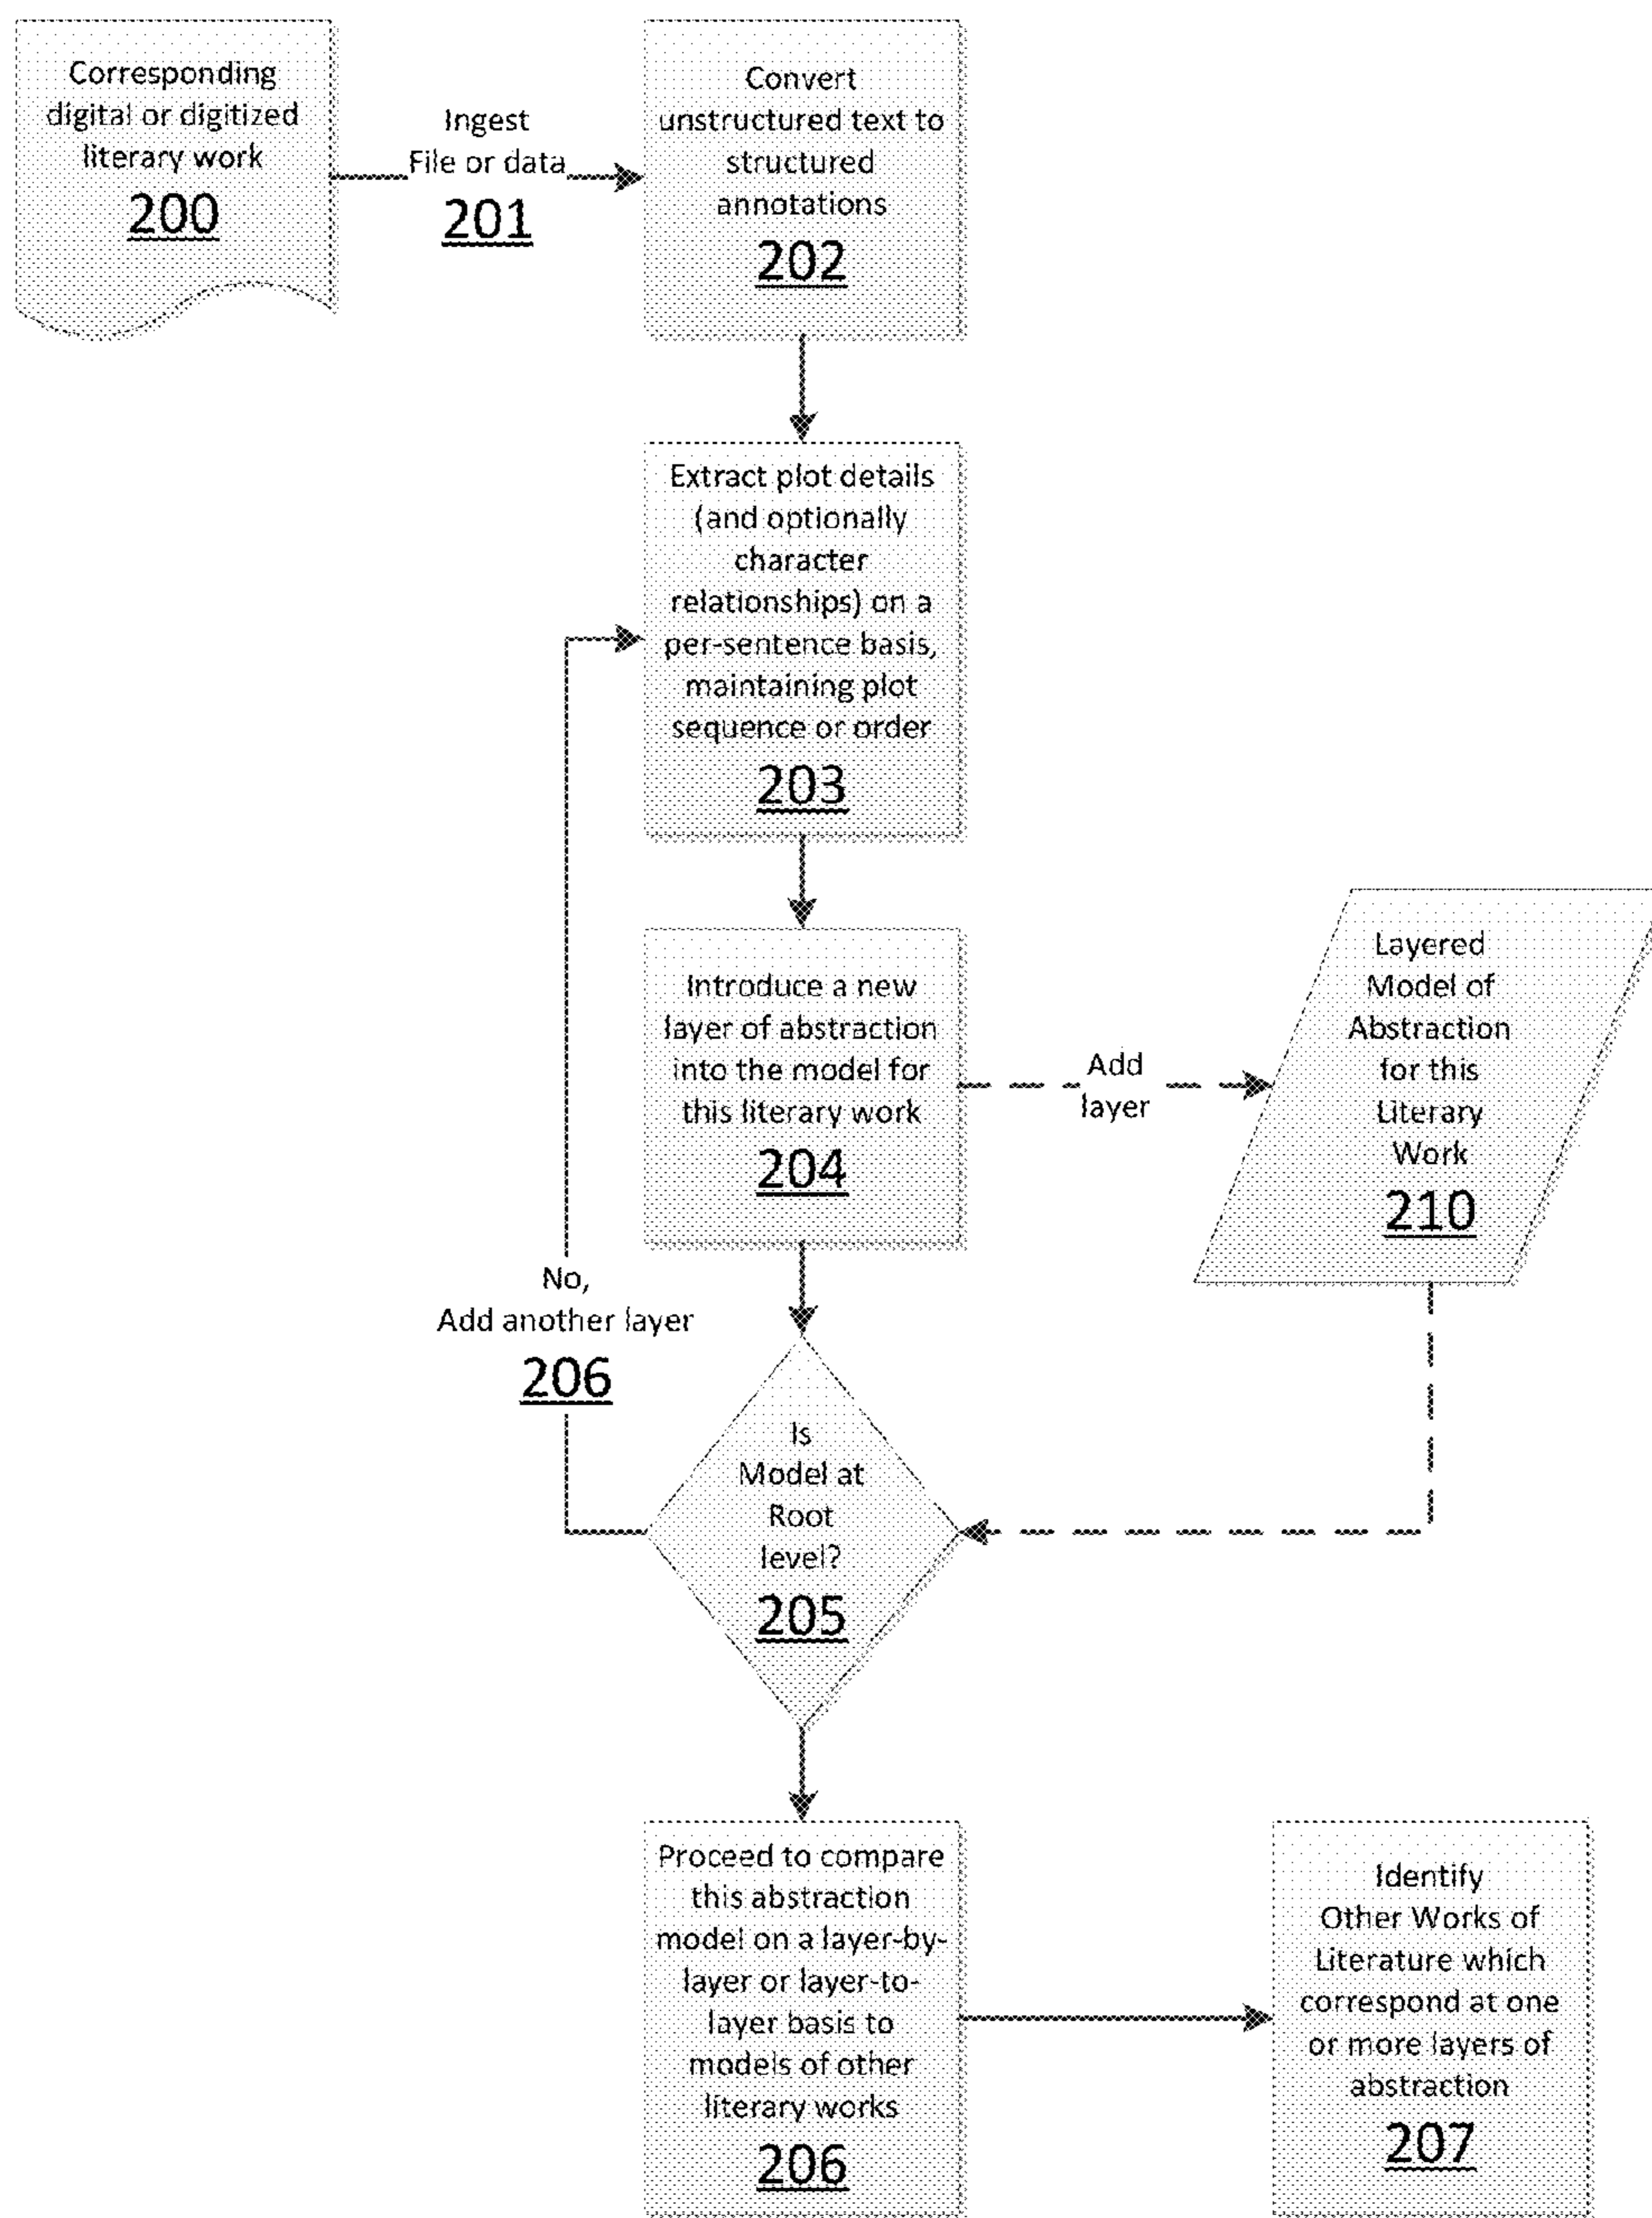 Corresponding
digital or digitized
literary work
200
Ingest
File or data
201
Convert
unstructured text to
structured
annotations
202
Extract plot details
(and optionally
character
relationships) on a
per-sentence basis,
maintaining plot
sequence or order
203
Introduce a new
layer of abstraction
into the model for
this literary work
204
Add
layer
Layered
Model of
Abstraction
for this
Literary
Work
210
No,
Add another layer
206
Is
Model at
Root
level?
205
Proceed to compare
this abstraction
model on a layer-by-
layer or layer-to-
layer basis to
models of other
literary works
206
Identify
Other Works of
Literature which
correspond at one
or more layers of
abstraction
207